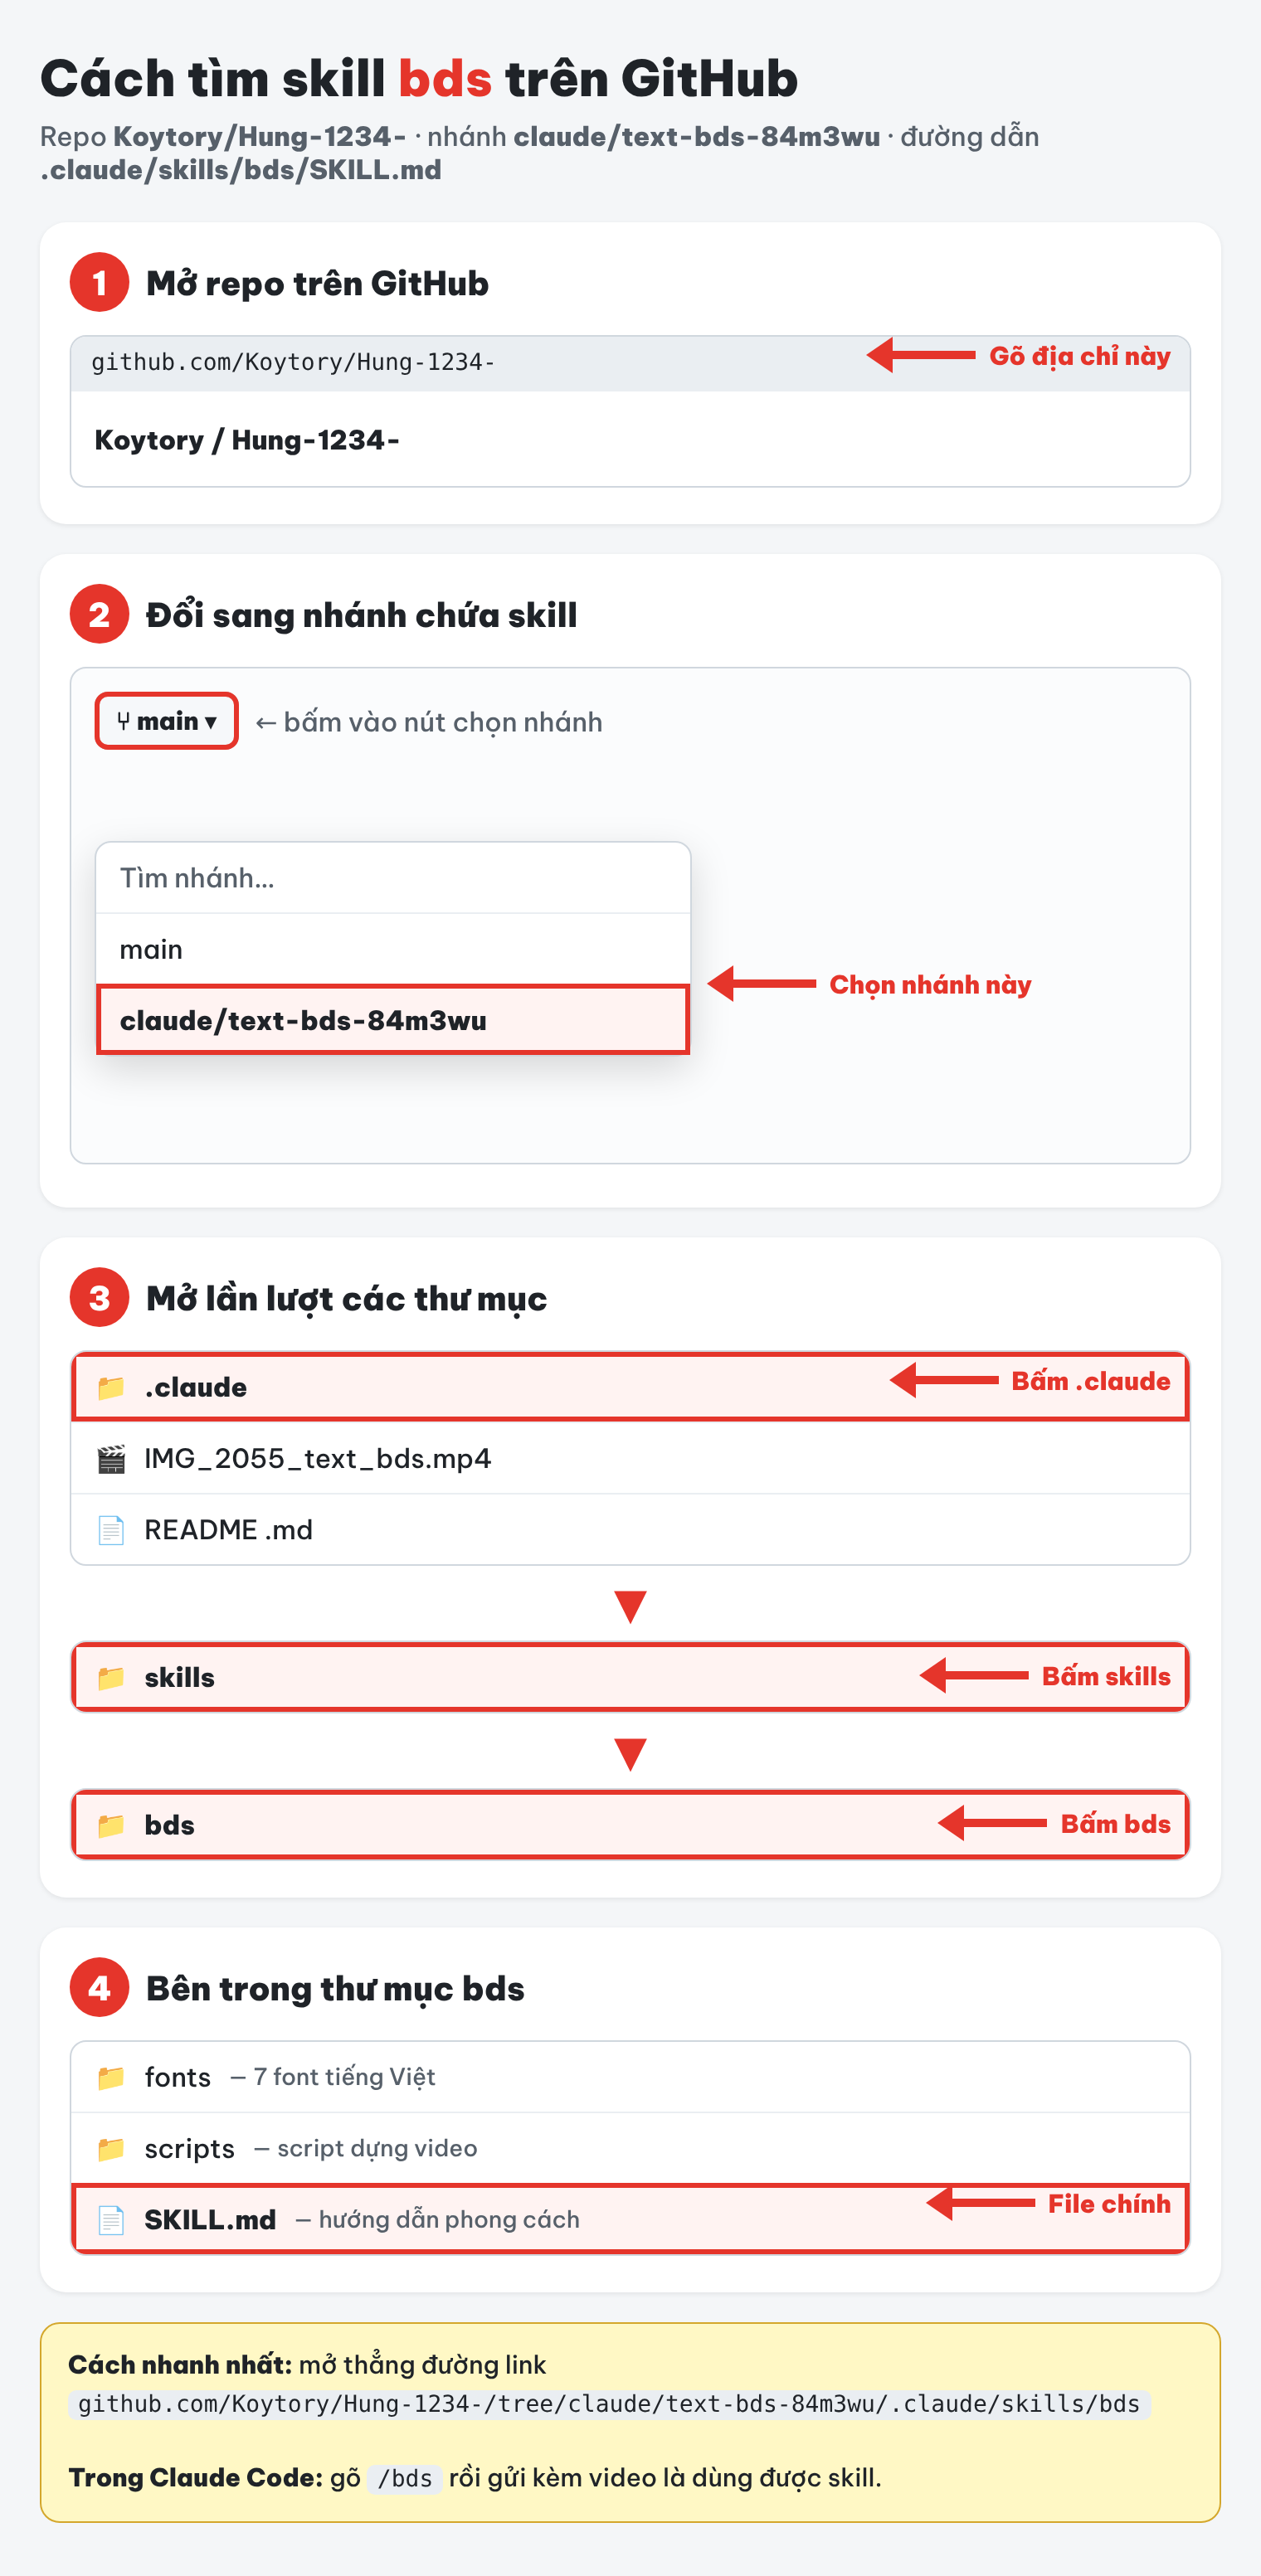 Cách tìm skill bds trên GitHub
Repo Koytory/Hung-1234- · nhánh claude/text-bds-84m3wu · đường dẫn
.claude/skills/bds/SKILL.md
1 Mở repo trên GitHub
github.com/Koytory/Hung-1234- Gõ địa chỉ này
Koytory / Hung-1234-
2 Đổi sang nhánh chứa skill
main ▾ ← bấm vào nút chọn nhánh
Tìm nhánh...
main
Chọn nhánh này
claude/text-bds-84m3wu
3 Mở lần lượt các thư mục
.claude Bấm .claude
IMG_2055_text_bds.mp4
README .md
skills Bấm skills
bds Bấm bds
4 Bên trong thư mục bds
fonts – 7 font tiếng Việt
scripts – script dựng video
SKILL.md – hướng dẫn phong cách File chính
Cách nhanh nhất: mở thẳng đường link
github.com/Koytory/Hung-1234-/tree/claude/text-bds-84m3wu/.claude/skills/bds
Trong Claude Code: gõ /bds rồi gửi kèm video là dùng được skill.